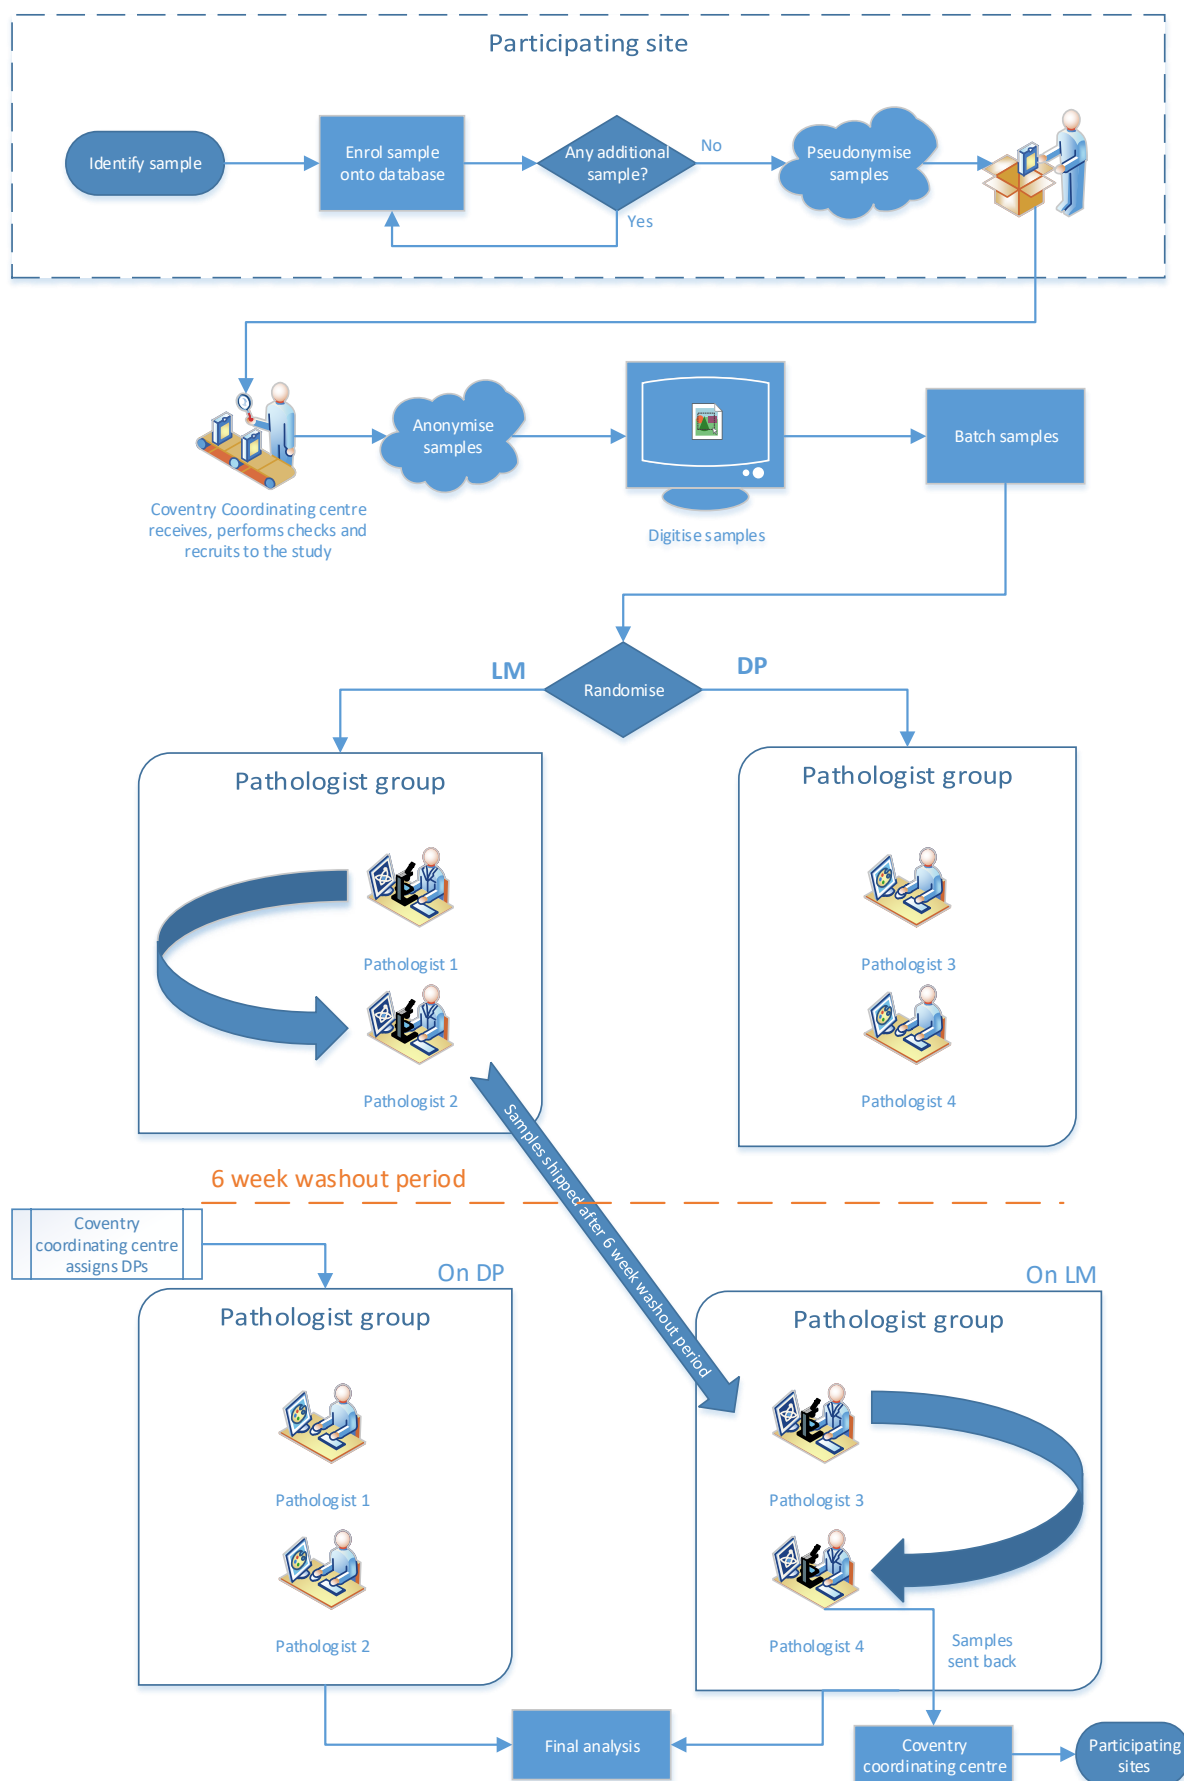 Participating site
Identify sample
Enrol sample
onto database
Any additional
sample?
No
Yes
Pseudonymise
samples
Coventry Coordinating centre
receives, performs checks and
recruits to the study
Anonymise
samples
Digitise samples
Batch samples
LM
Randomise
DP
Pathologist group
Pathologist 1
Pathologist 2
Pathologist group
Pathologist 3
Pathologist 4
Samples shipped after 6 week washout period
6 week washout period
Coventry
coordinating centre
assigns DPs
On DP
Pathologist group
Pathologist 1
Pathologist 2
On LM
Pathologist group
Pathologist 3
Pathologist 4
Samples
sent back
Final analysis
Coventry
coordinating centre
Participating
sites